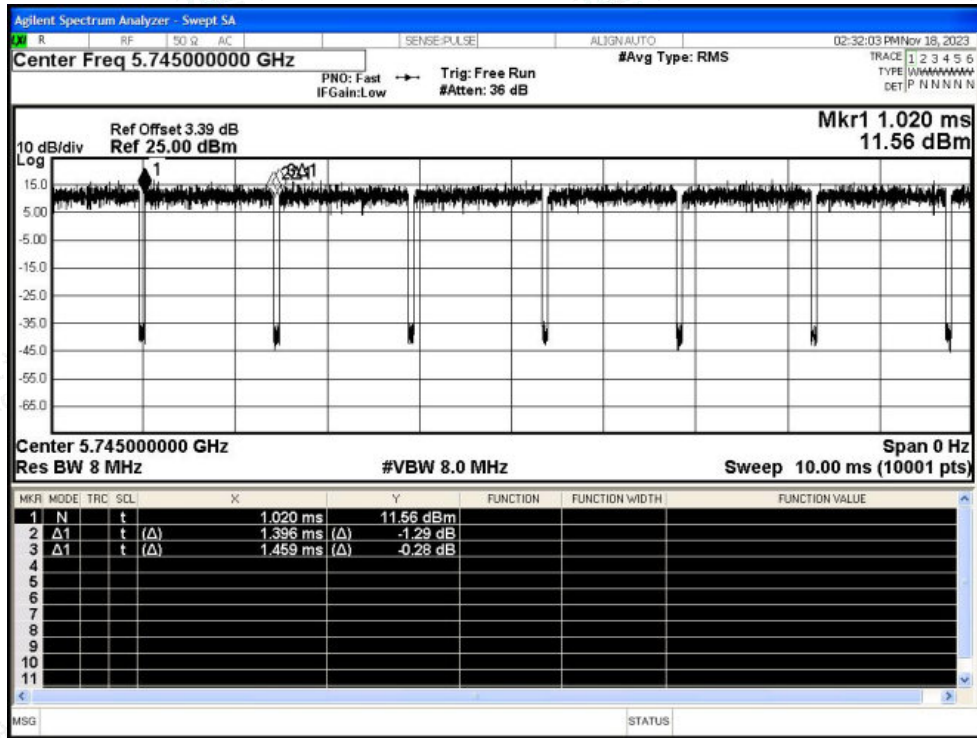 Agilent Spectrum Analyzer - Swept SA
LXI R RF 50 Ω AC SENSE:PULSE ALIGNAUTO 02:32:03 PMNov 18, 2023
Center Freq 5.745000000 GHz #Avg Type: RMS TRACE 1 2 3 4 5 6
PNO: Fast Trig: Free Run TYPE WWWWWW
IFGain:Low #Atten: 36 dB DET P N N N N N
Mkr1 1.020 ms
Ref Offset 3.39 dB
10 dB/div Ref 25.00 dBm 11.56 dBm
Log
1
15.0
5.00
-5.00
-15.0
-25.0
-35.0
-45.0
-55.0
-65.0
Center 5.745000000 GHz Span 0 Hz
Res BW 8 MHz #VBW 8.0 MHz Sweep 10.00 ms (10001 pts)
MKR MODE TRC SCL X Y FUNCTION FUNCTION WIDTH FUNCTION VALUE
1 N t 1.020 ms 11.56 dBm
2 Δ1 t (Δ) 1.396 ms (Δ) -1.29 dB
3 Δ1 t (Δ) 1.459 ms (Δ) -0.28 dB
4
5
6
7
8
9
10
11
MSG STATUS